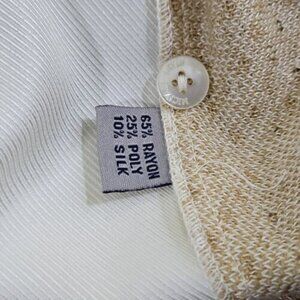 65% RAYON
25% POLY
10% SILK